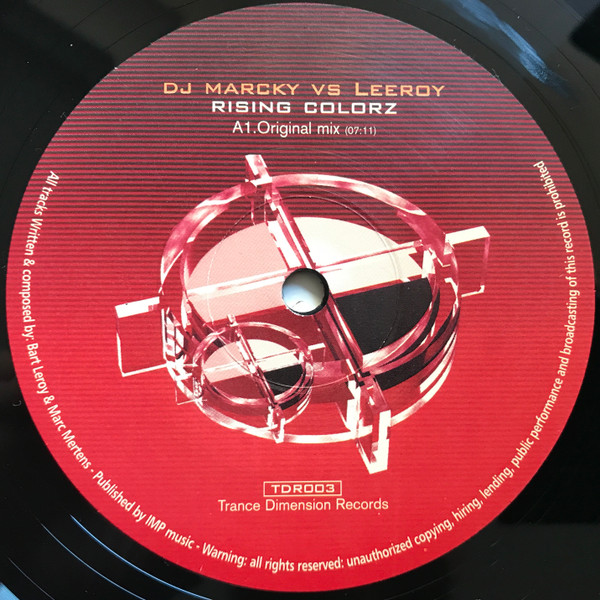 DJ MARCKY VS LEEROY
RISING COLORZ
A1.Original mix (07:11)
TDR003
Trance Dimension Records
All tracks Written & composed by: Bart Leroy & Marc Mertens - Published by IMP music - Warning: all rights reserved: unauthorized copying, hiring, lending, public performance and broadcasting of this record is prohibited